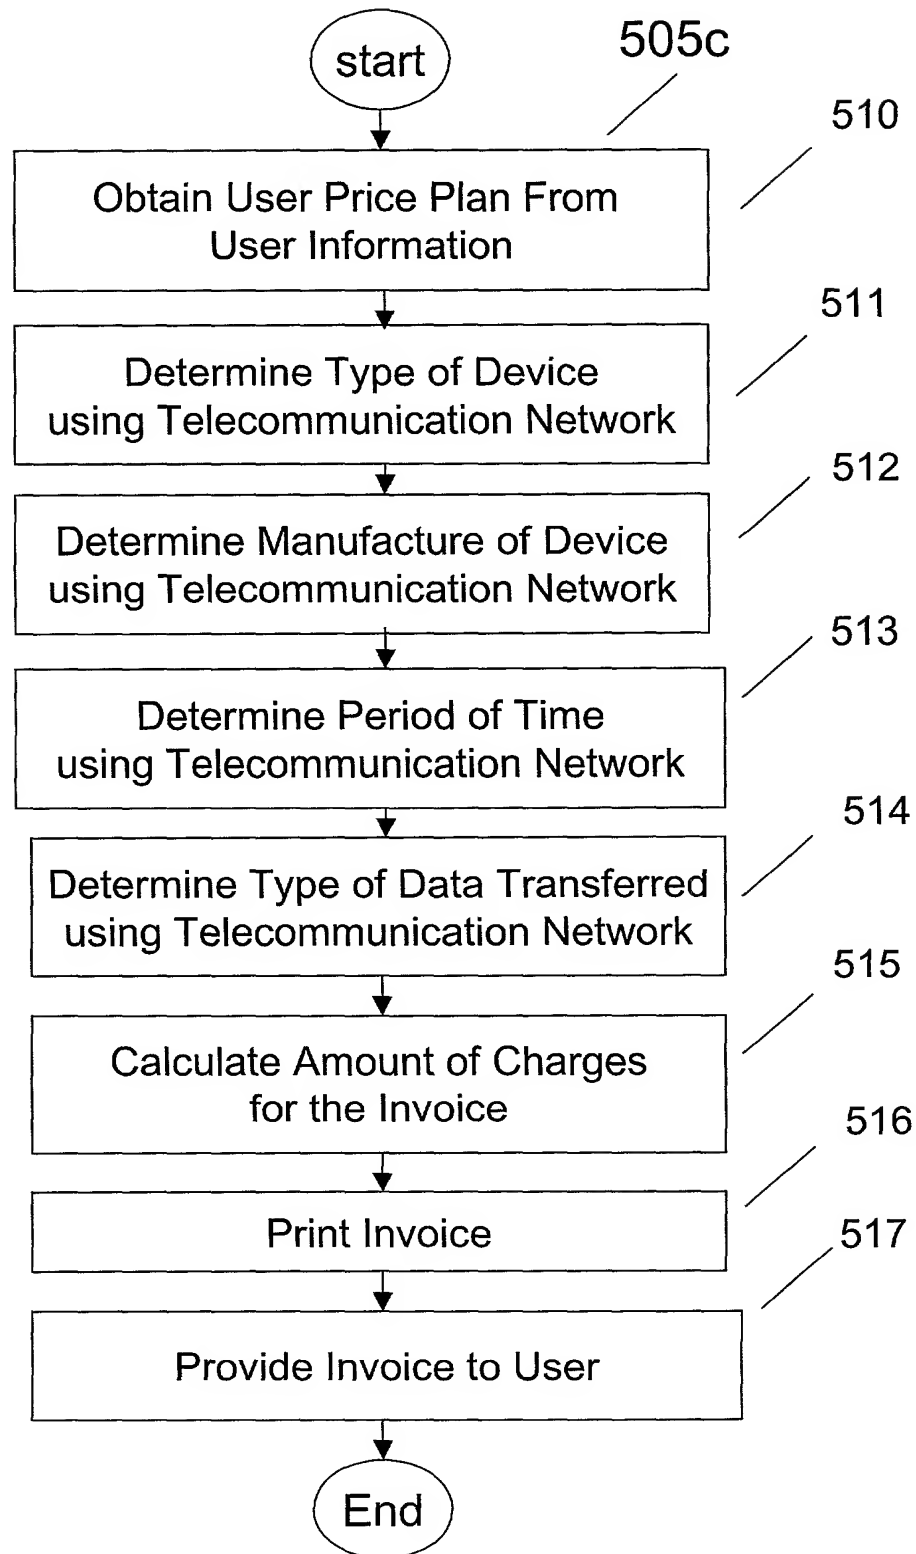 start
505c
510
Obtain User Price Plan From
User Information
511
Determine Type of Device
using Telecommunication Network
512
Determine Manufacture of Device
using Telecommunication Network
513
Determine Period of Time
using Telecommunication Network
514
Determine Type of Data Transferred
using Telecommunication Network
515
Calculate Amount of Charges
for the Invoice
516
Print Invoice
517
Provide Invoice to User
End